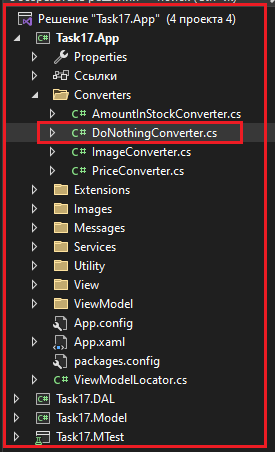 Решение "Task17.App" (4 проекта 4)
Task17.App
Properties
Ссылки
Converters
C# AmountInStockConverter.cs
C# DoNothingConverter.cs
C# ImageConverter.cs
C# PriceConverter.cs
Extensions
Images
Messages
Services
Utility
View
ViewModel
App.config
App.xaml
packages.config
C# ViewModelLocator.cs
C# Task17.DAL
C# Task17.Model
Task17.MTest